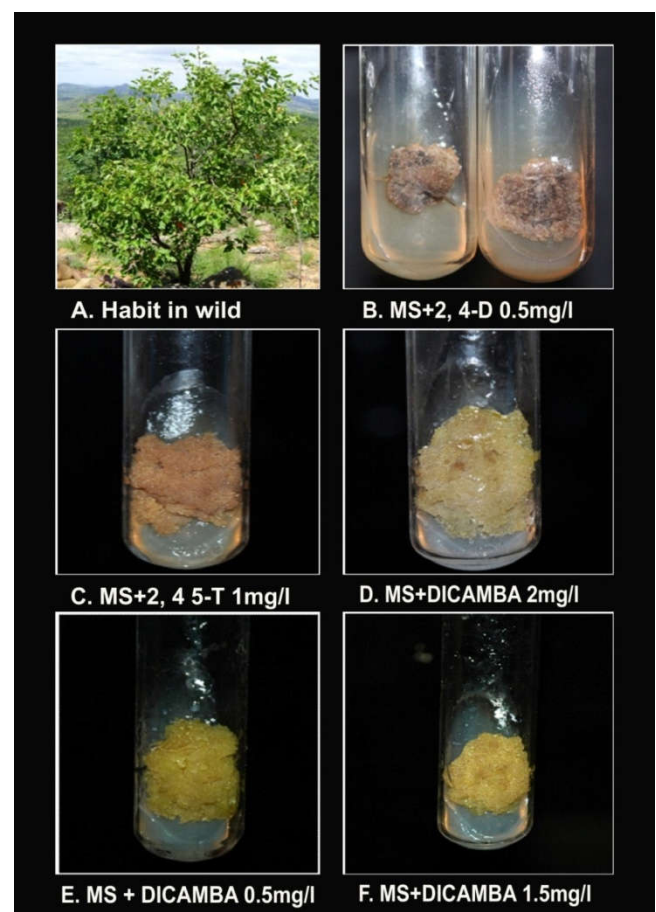 A. Habit in wild
B. MS+2, 4-D 0.5mg/l
C. MS+2, 4 5-T 1mg/l
D. MS+DICAMBA 2mg/l
E. MS + DICAMBA 0.5mg/l
F. MS+DICAMBA 1.5mg/l